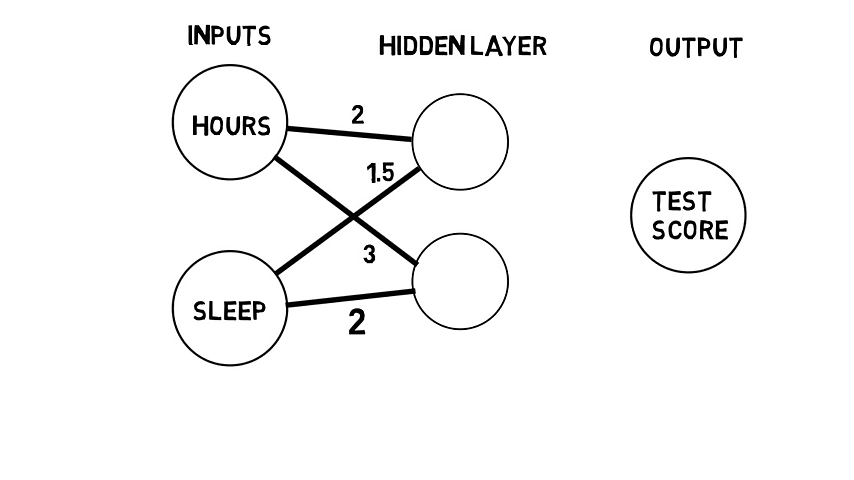 INPUTS
HIDDEN LAYER
OUTPUT
HOURS
2
1.5
TEST
SCORE
3
SLEEP
2